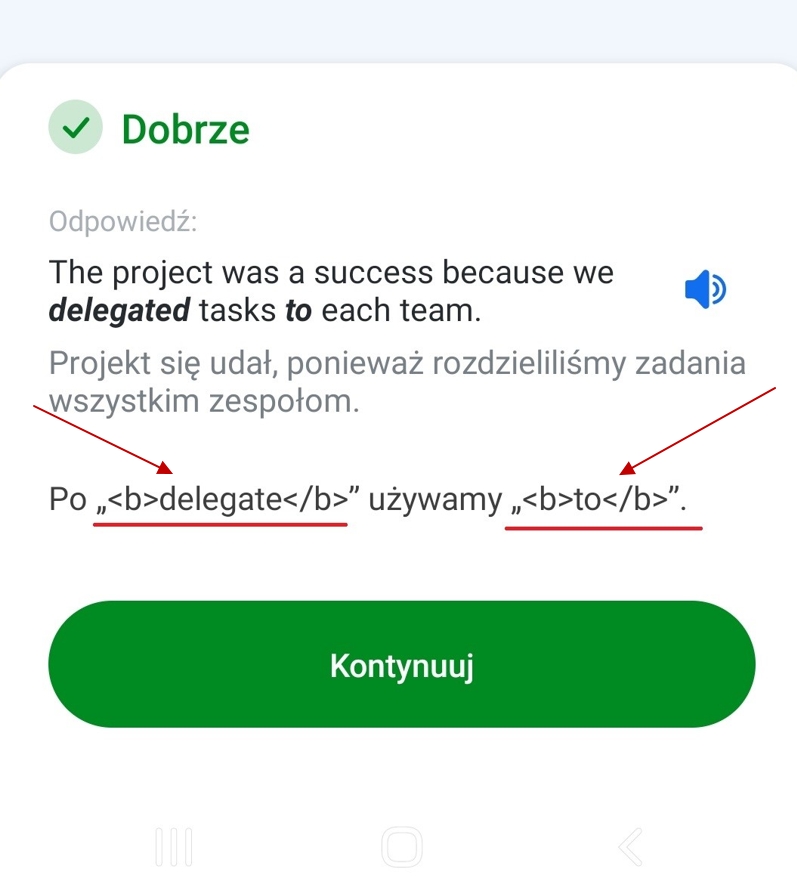 Dobrze
Odpowiedź:
The project was a success because we
delegated tasks to each team.
Projekt się udał, ponieważ rozdzieliliśmy zadania
wszystkim zespołom.
Po „<b>delegate</b>” używamy „<b>to</b>”.
Kontynuuj